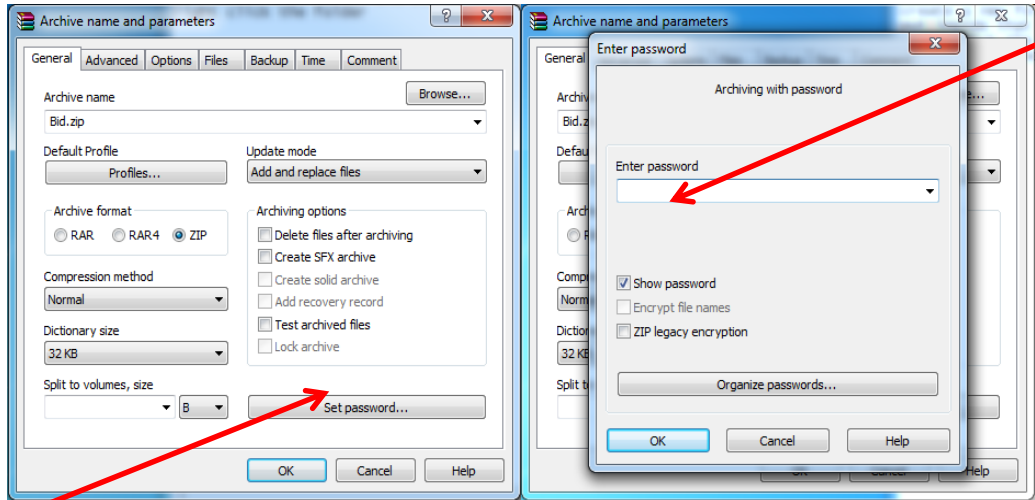 Archive name and parameters
General Advanced Options Files Backup Time Comment
Archive name
Browse...
Bid.zip
Default Profile
Update mode
Profiles...
Add and replace files
Archive format
RAR RAR4 ZIP
Archiving options
Delete files after archiving
Create SFX archive
Create solid archive
Add recovery record
Test archived files
Lock archive
Compression method
Normal
Dictionary size
32 KB
Split to volumes, size
B
Set password...
OK Cancel Help
Archive name and parameters
General
Enter password
Archiving with password
Enter password
Show password
Encrypt file names
ZIP legacy encryption
Organize passwords...
OK Cancel Help
32 KB
Help